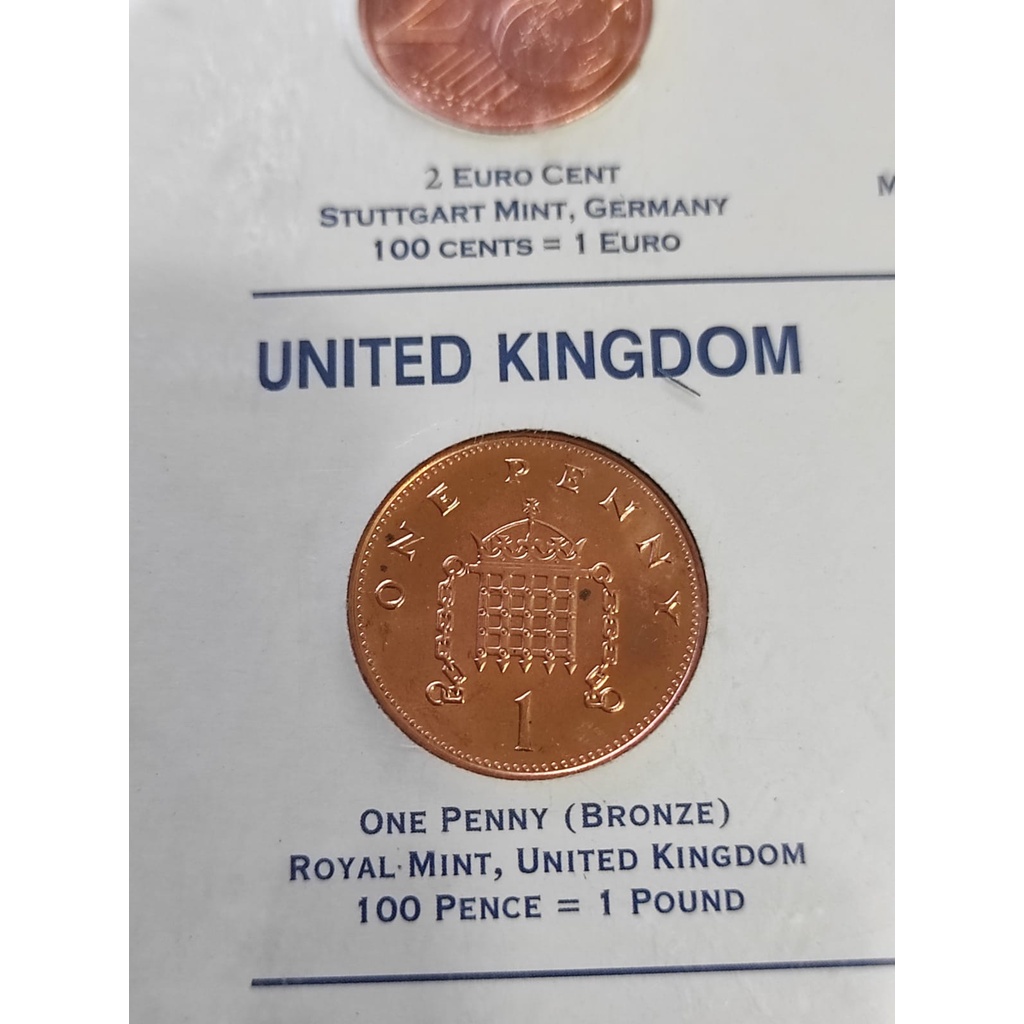 2
2 EURO CENT
STUTTGART MINT, GERMANY
100 CENTS = 1 EURO
M
UNITED KINGDOM
ONE PENNY
1
ONE PENNY (BRONZE)
ROYAL MINT, UNITED KINGDOM
100 PENCE = 1 POUND